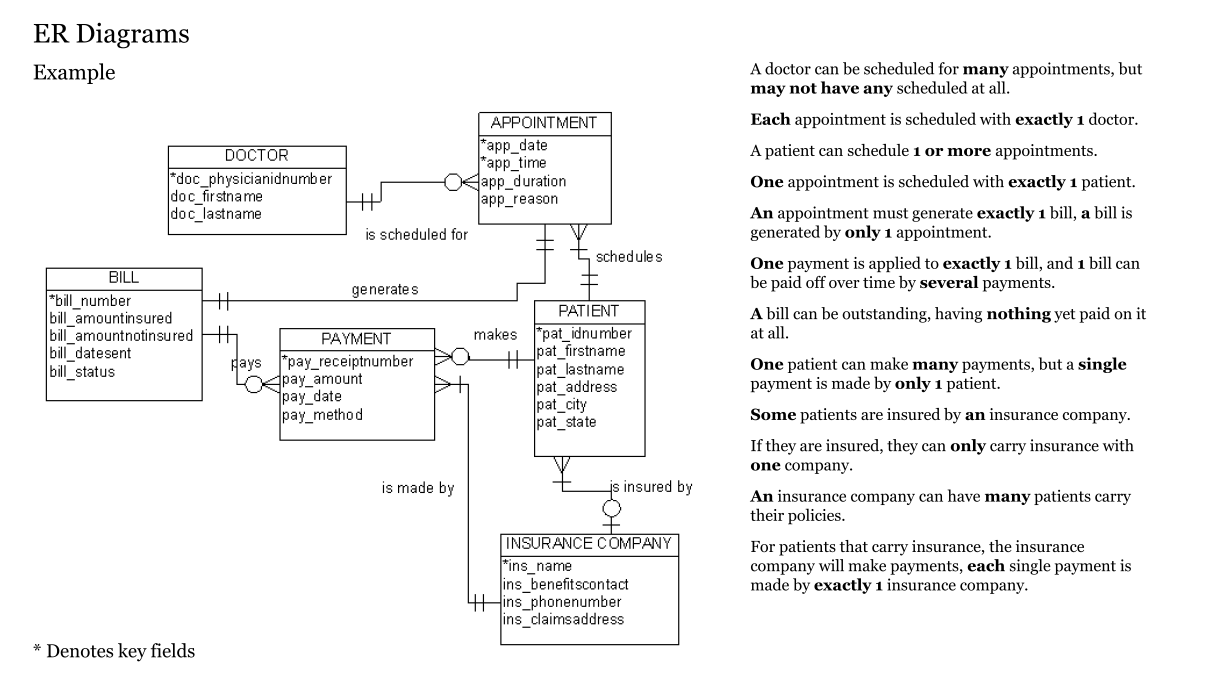 ER Diagrams
Example
DOCTOR
*doc_physicianidnumber
doc_firstname
doc_lastname
APPOINTMENT
*app_date
*app_time
app_duration
app_reason
is scheduled for
schedules
BILL
*bill_number
bill_amountinsured
bill_amountnotinsured
bill_datesent
bill_status
generates
pays
PAYMENT
*pay_receiptnumber
pay_amount
pay_date
pay_method
makes
PATIENT
*pat_idnumber
pat_firstname
pat_lastname
pat_address
pat_city
pat_state
is made by
is insured by
INSURANCE COMPANY
*ins_name
ins_benefitscontact
ins_phonenumber
ins_claimsaddress
* Denotes key fields
A doctor can be scheduled for many appointments, but
may not have any scheduled at all.
Each appointment is scheduled with exactly 1 doctor.
A patient can schedule 1 or more appointments.
One appointment is scheduled with exactly 1 patient.
An appointment must generate exactly 1 bill, a bill is
generated by only 1 appointment.
One payment is applied to exactly 1 bill, and 1 bill can
be paid off over time by several payments.
A bill can be outstanding, having nothing yet paid on it
at all.
One patient can make many payments, but a single
payment is made by only 1 patient.
Some patients are insured by an insurance company.
If they are insured, they can only carry insurance with
one company.
An insurance company can have many patients carry
their policies.
For patients that carry insurance, the insurance
company will make payments, each single payment is
made by exactly 1 insurance company.